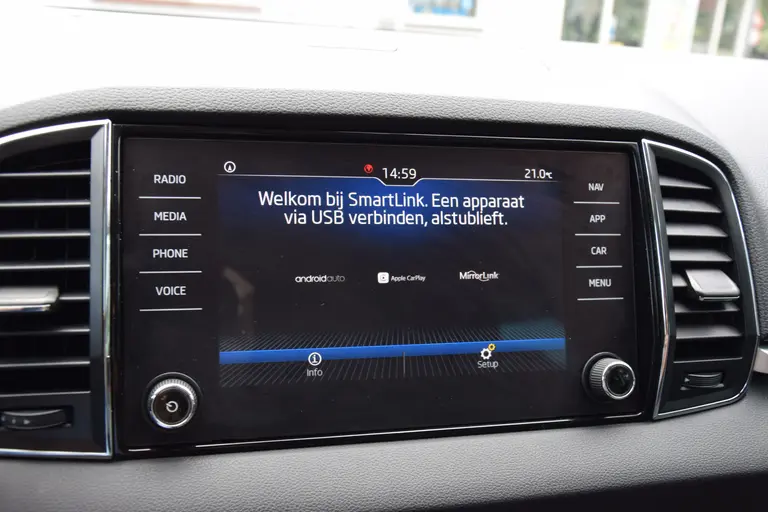 RADIO
MEDIA
PHONE
VOICE
14:59
21.0°C
Welkom bij SmartLink. Een apparaat
via USB verbinden, alstublieft.
androidauto
Apple CarPlay
MirrorLink
Info
Setup
NAV
APP
CAR
MENU